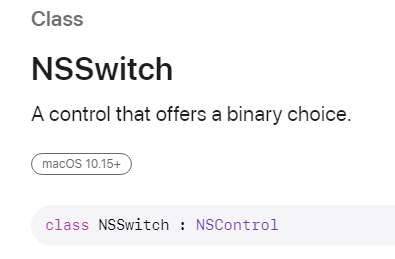 Class
NSSwitch
A control that offers a binary choice.
macOS 10.15+
class NSSwitch : NSControl